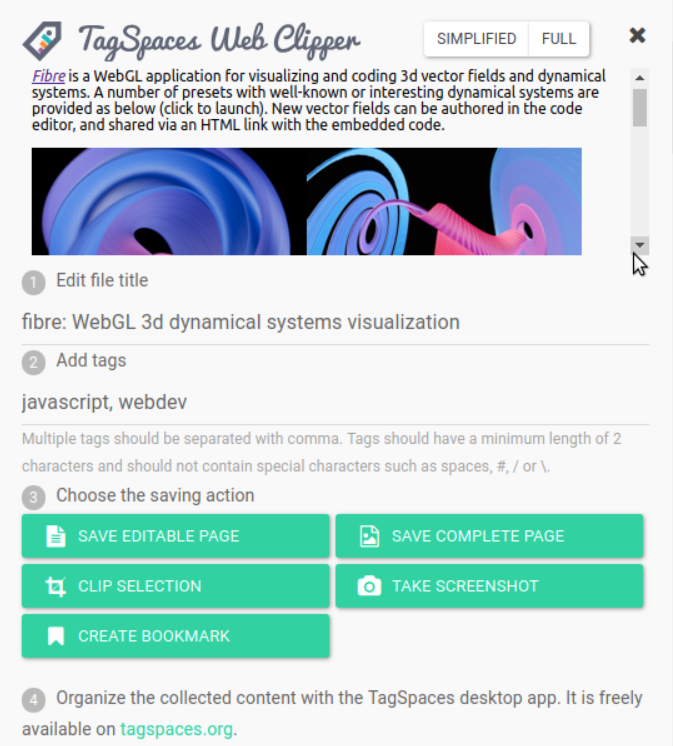 TagSpaces Web Clipper
SIMPLIFIED FULL
Fibre is a WebGL application for visualizing and coding 3d vector fields and dynamical
systems. A number of presets with well-known or interesting dynamical systems are
provided as below (click to launch). New vector fields can be authored in the code
editor, and shared via an HTML link with the embedded code.
1 Edit file title
fibre: WebGL 3d dynamical systems visualization
2 Add tags
javascript, webdev
Multiple tags should be separated with comma. Tags should have a minimum length of 2
characters and should not contain special characters such as spaces, #, / or \.
3 Choose the saving action
SAVE EDITABLE PAGE SAVE COMPLETE PAGE
CLIP SELECTION TAKE SCREENSHOT
CREATE BOOKMARK
4 Organize the collected content with the TagSpaces desktop app. It is freely
available on tagspaces.org.